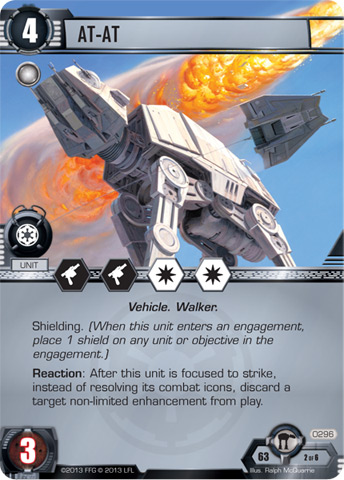 4
AT-AT
UNIT
Vehicle. Walker.
Shielding. (When this unit enters an engagement,
place 1 shield on any unit or objective in the
engagement.)
Reaction: After this unit is focused to strike,
instead of resolving its combat icons, discard a
target non-limited enhancement from play.
3
0296
63
2 of 6
©2013 FFG © 2013 LFL
Illus. Ralph McQuarrie